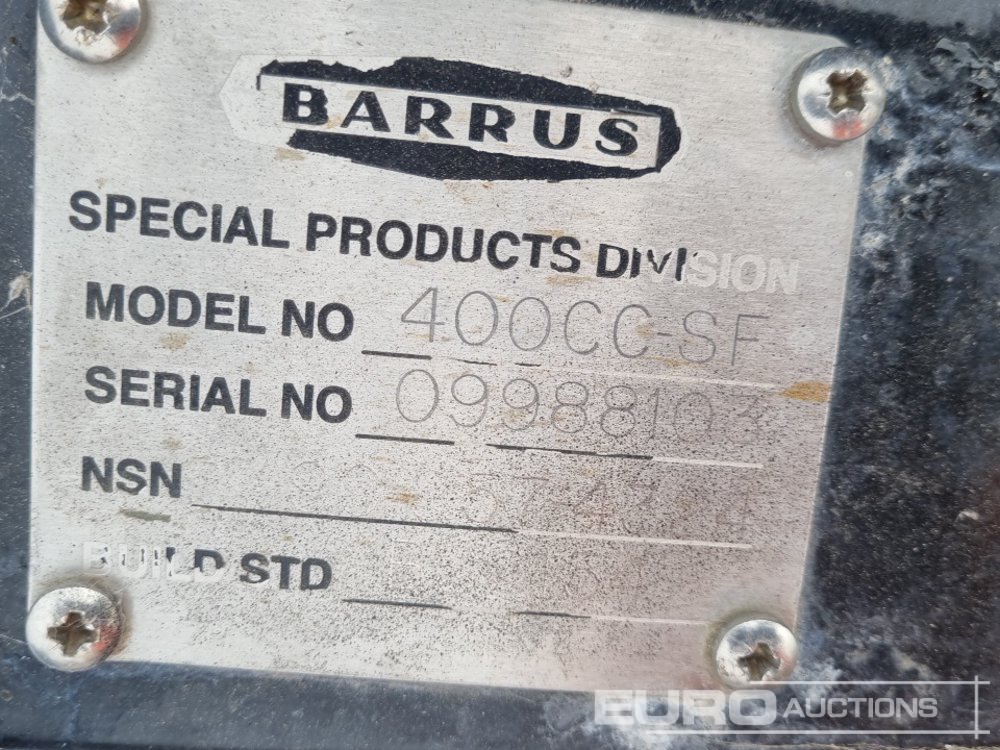 BARRUS
SPECIAL PRODUCTS DIVISION
MODEL NO 400CC-SF
SERIAL NO 09988103
NSN
BUILD STD
EURO AUCTIONS